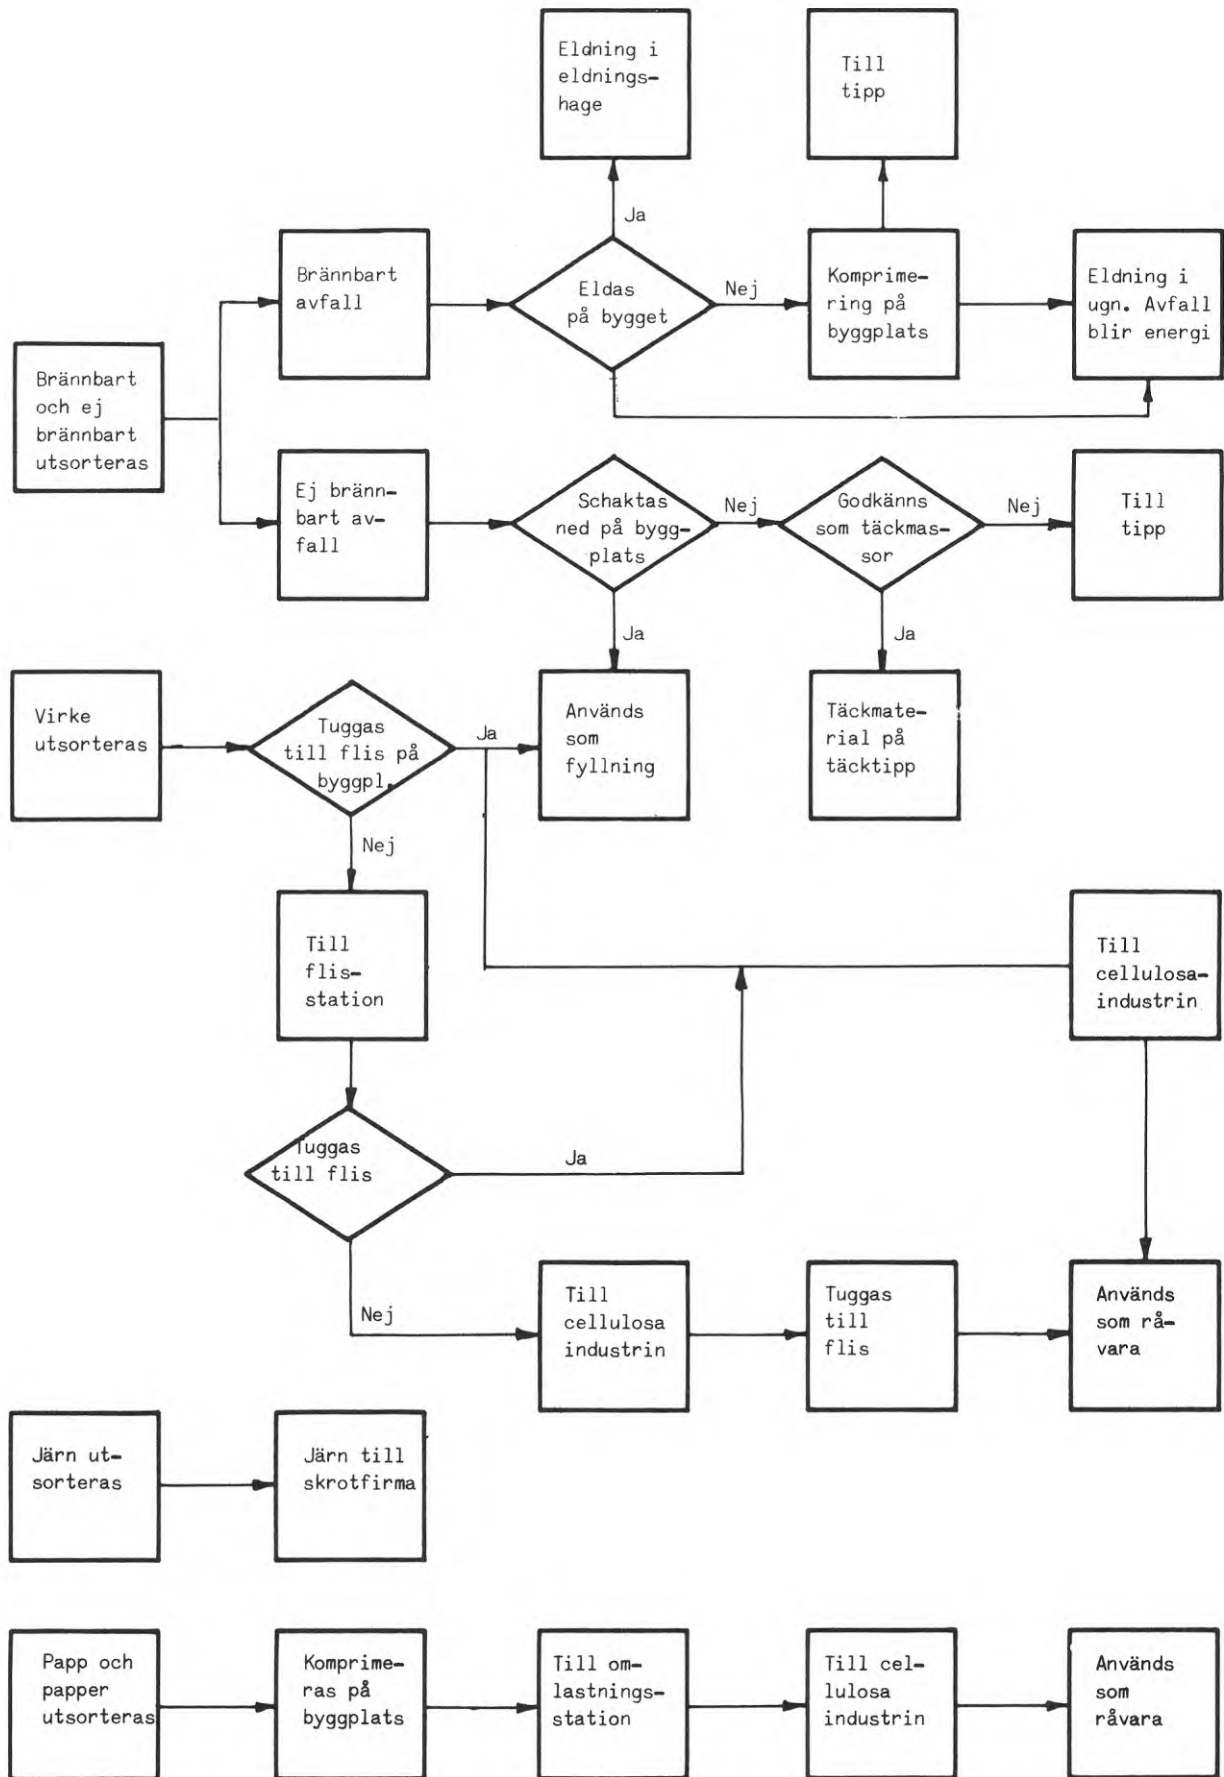 Eldning i
eldnings-
hage
Till
tipp
Ja
Brännbart
avfall
Eldas
på bygget
Nej
Komprime-
ring på
byggplats
Eldning i
ugn. Avfall
blir energi
Brännbart
och ej
brännbart
utsorteras
Ej bränn-
bart av-
fall
Schaktas
ned på bygg-
plats
Nej
Godkänns
som täckmas-
sor
Nej
Till
tipp
Ja
Ja
Virke
utsorteras
Tuggas
till flis på
byggpl.
Ja
Används
som
fyllning
Täckmate-
rial på
täcktipp
Nej
Till
flis-
station
Till
cellulosa-
industrin
Tuggas
till flis
Ja
Nej
Till
cellulosa
industrin
Tuggas
till
flis
Används
som rå-
vara
Järn ut-
sorteras
Järn till
skrotfirma
Papp och
papper
utsorteras
Komprime-
ras på
byggplats
Till om-
lastnings-
station
Till cel-
lulosa
industrin
Används
som
råvara